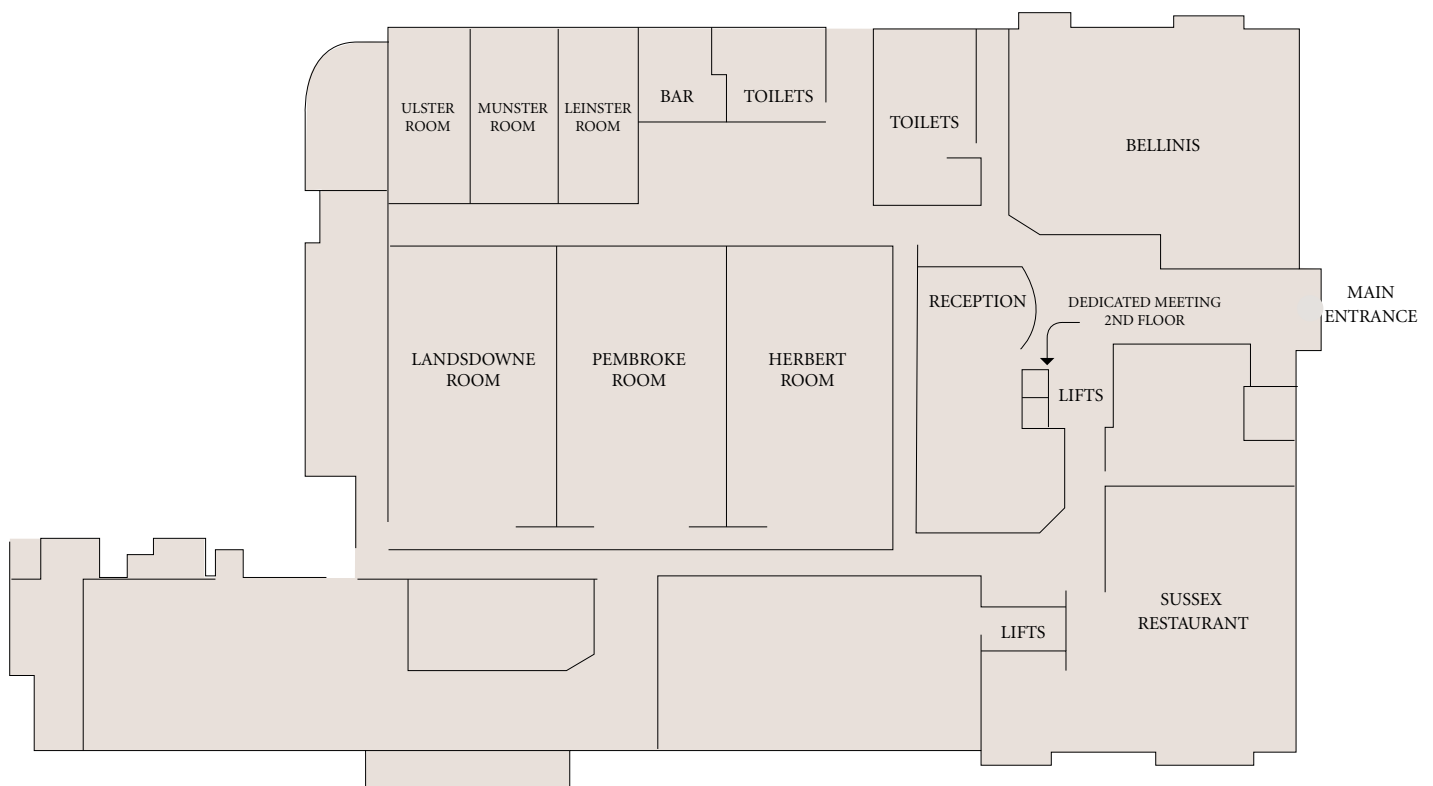 ULSTER
ROOM
MUNSTER
ROOM
LEINSTER
ROOM
BAR
TOILETS
TOILETS
BELLINIS
MAIN
ENTRANCE
RECEPTION
DEDICATED MEETING
2ND FLOOR
LANDSDOWNE
ROOM
PEMBROKE
ROOM
HERBERT
ROOM
LIFTS
SUSSEX
RESTAURANT
LIFTS